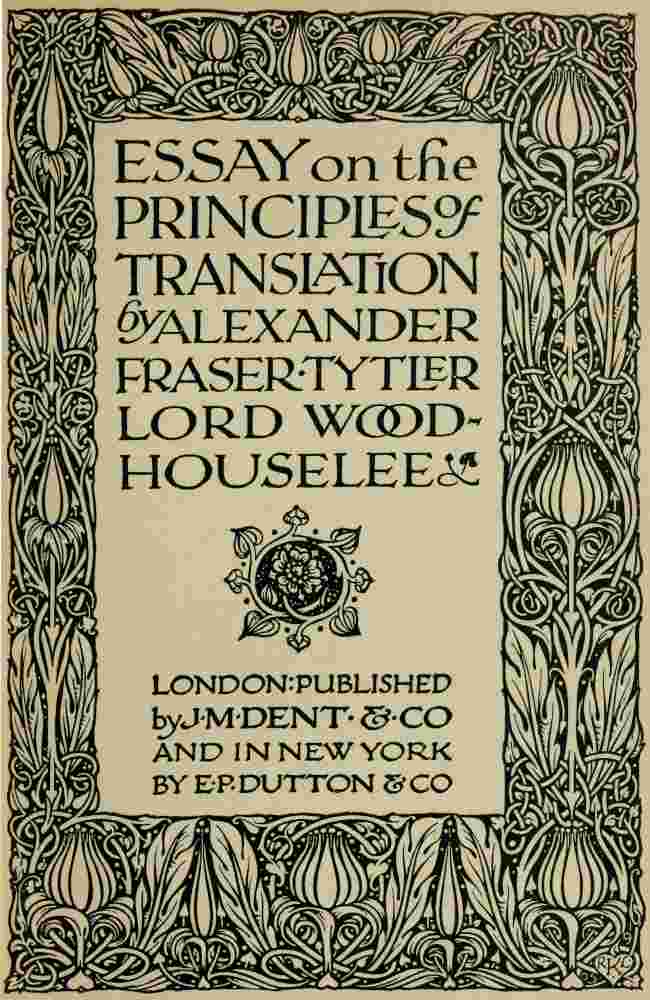 ESSAY on the
PRINCIPLES of
TRANSLATION
by ALEXANDER
FRASER·TYTLER
LORD WOOD-
HOUSELEE
LONDON:PUBLISHED
by J·M·DENT· & ·CO
AND IN NEW YORK
BY E·P·DUTTON & CO